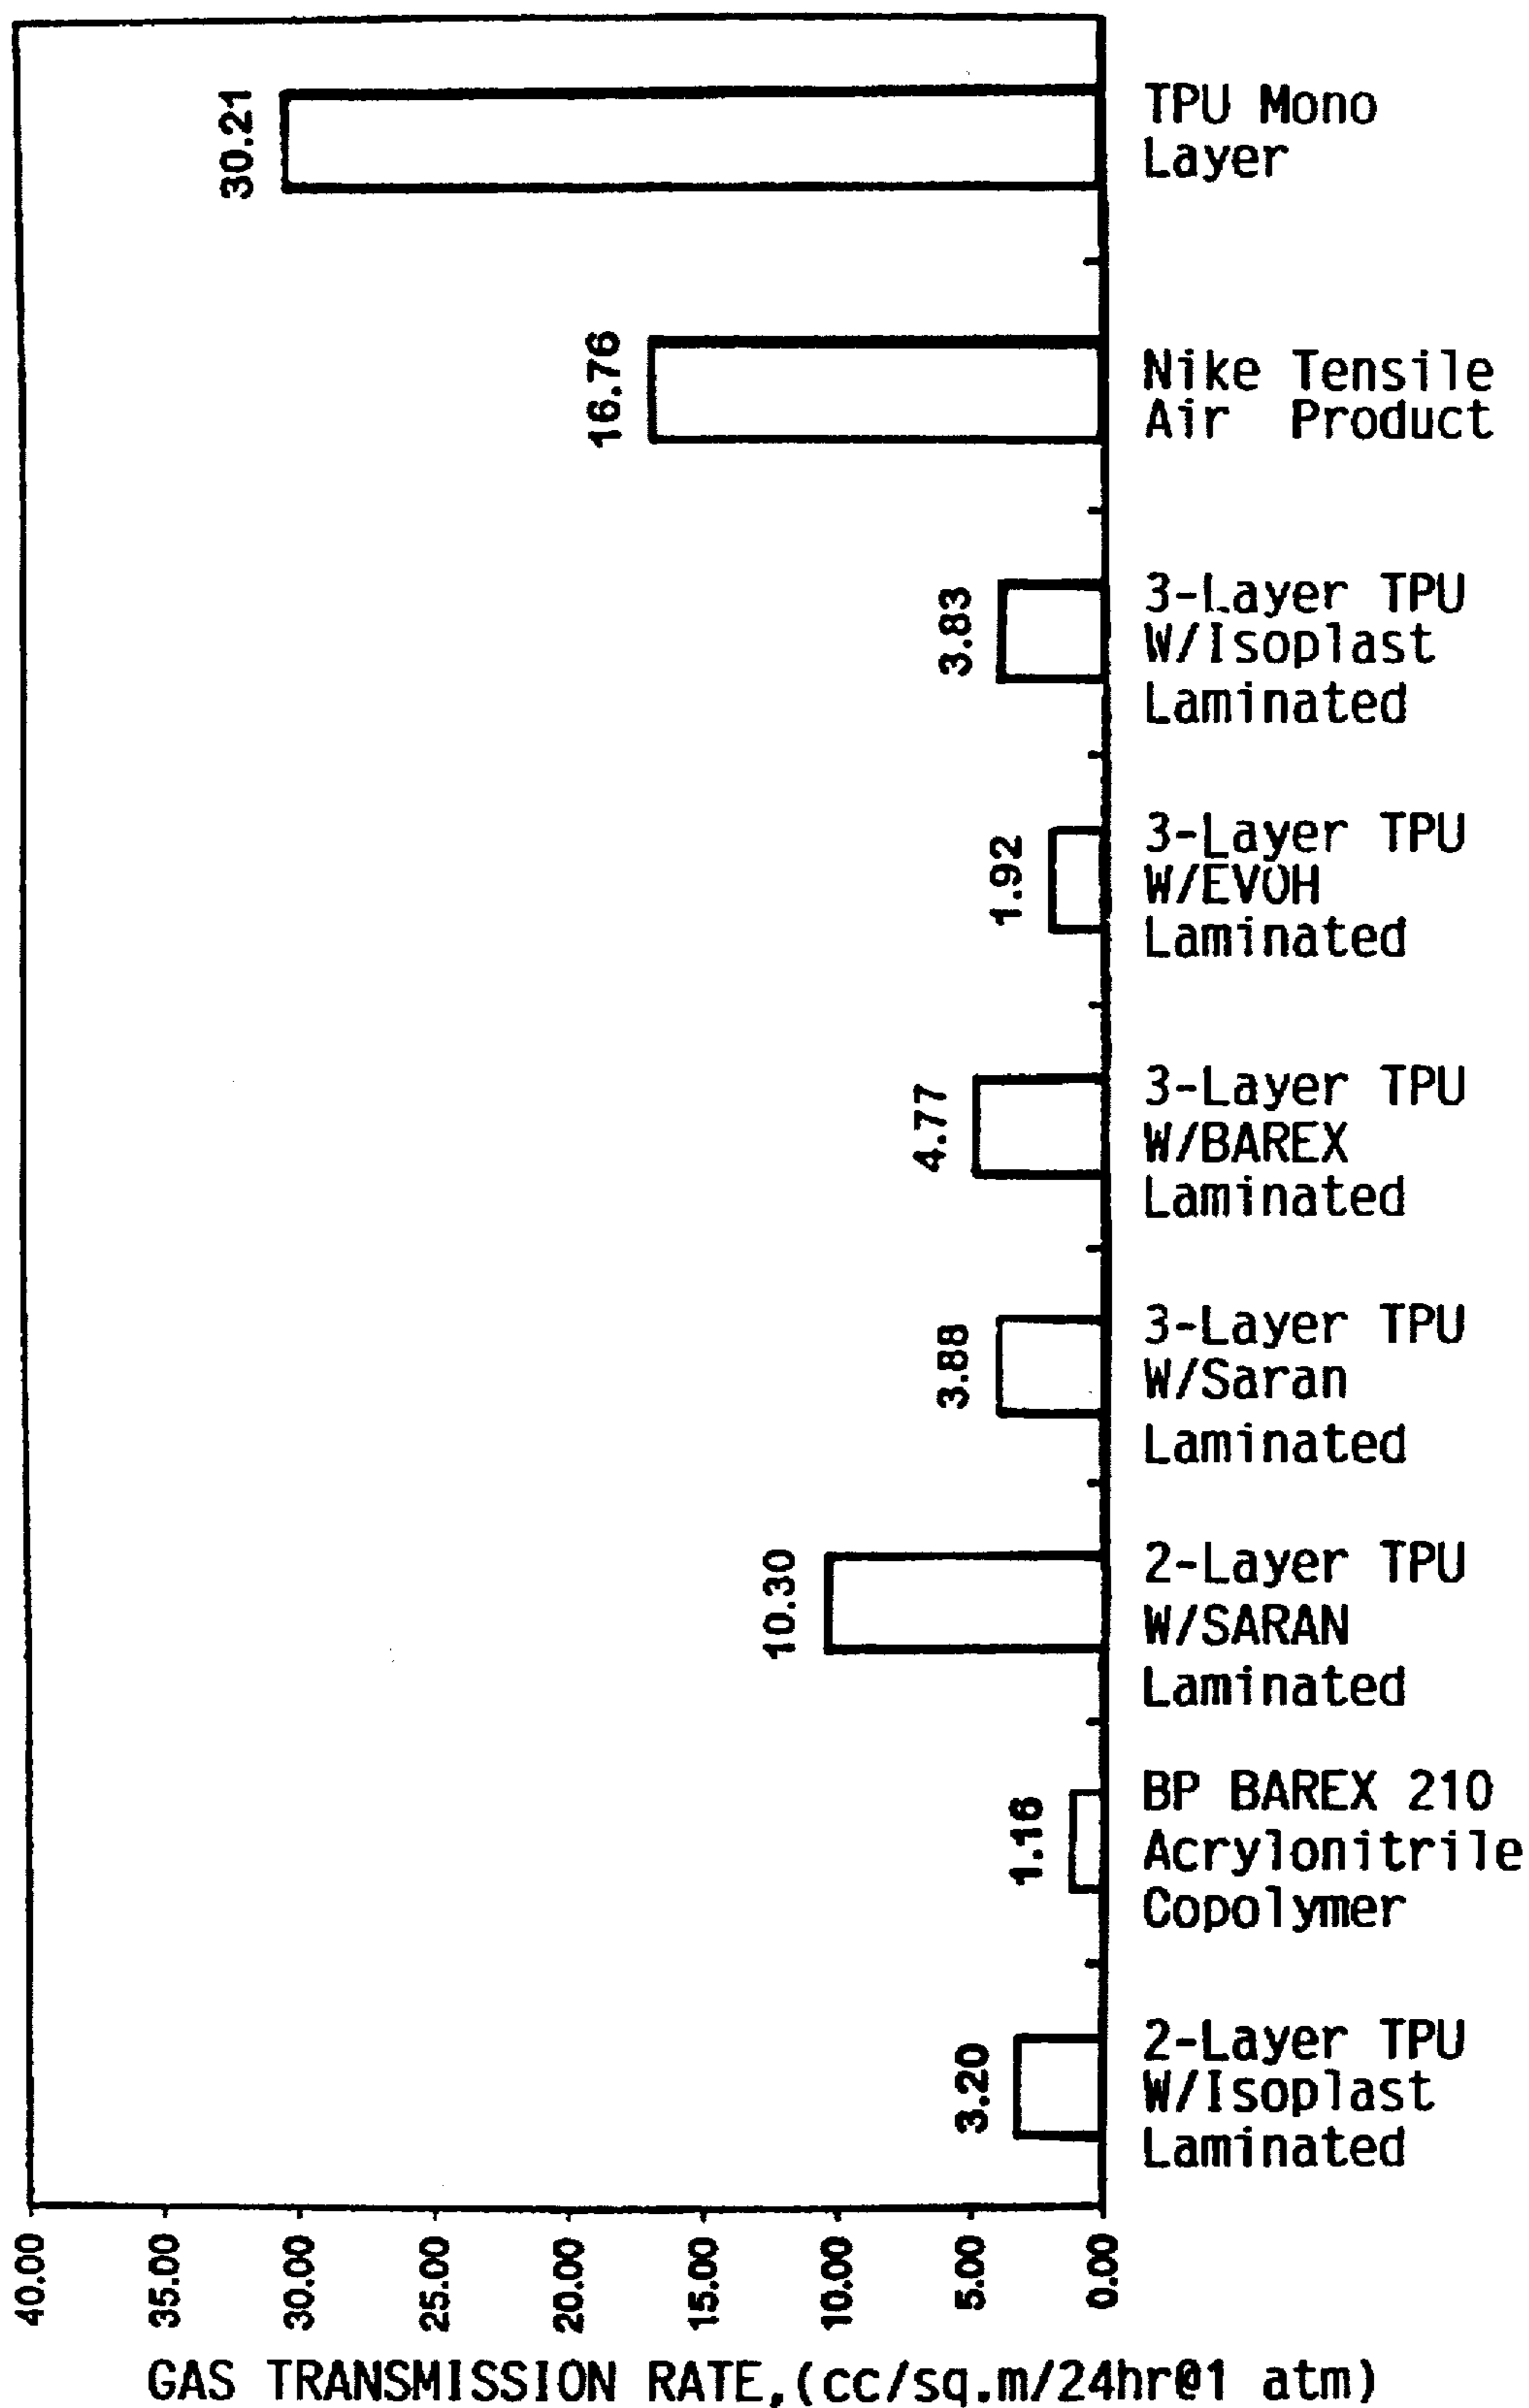 30.21
TPU Mono
Layer
16.76
Nike Tensile
Air Product
3.83
3-Layer TPU
W/Isoplast
Laminated
1.92
3-Layer TPU
W/EVOH
Laminated
4.77
3-Layer TPU
W/BAREX
Laminated
3.88
3-Layer TPU
W/Saran
Laminated
10.30
2-Layer TPU
W/SARAN
Laminated
1.16
BP BAREX 210
Acrylonitrile
Copolymer
3.20
2-Layer TPU
W/Isoplast
Laminated
40.00
35.00
30.00
25.00
20.00
15.00
10.00
5.00
0.00
GAS TRANSMISSION RATE,(cc/sq.m/24hr@1 atm)